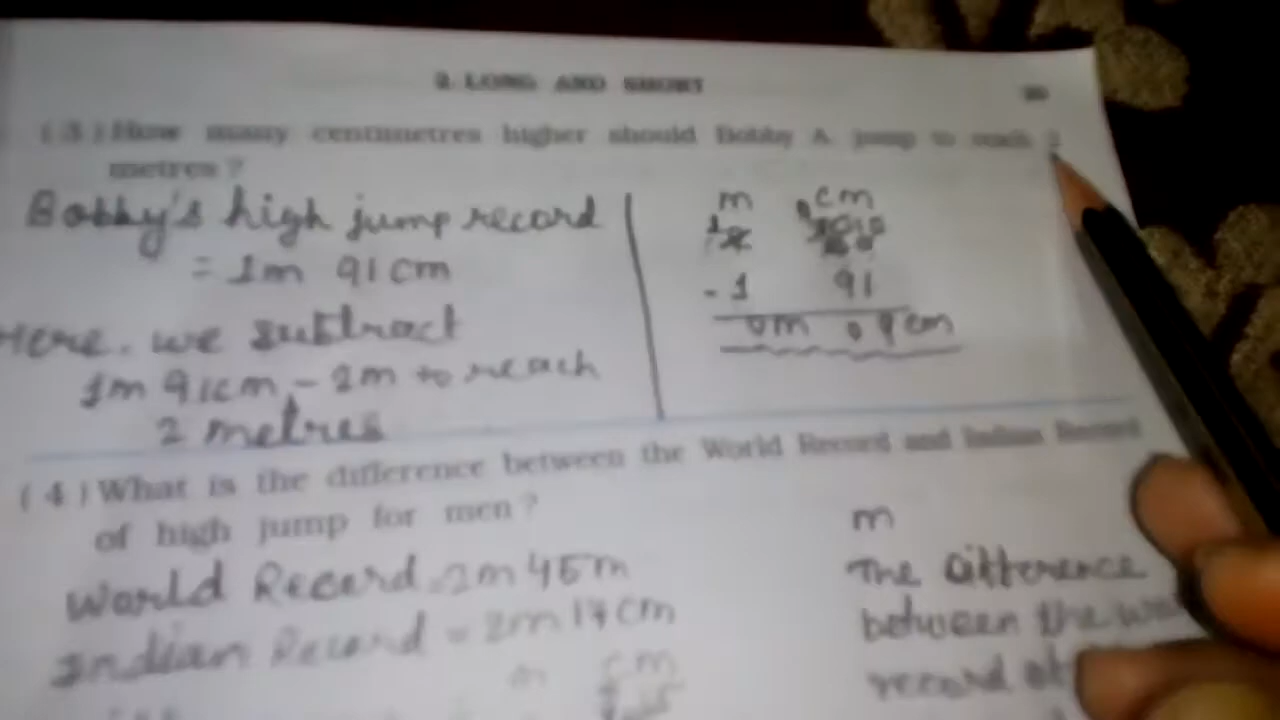 2. LONG AND SHORT
( 3 ) How many centimetres higher should Bobby A. jump to reach 2
metres ?
Bobby's high jump record
= 1m 91cm
Here. we subtract
1m 91cm - 2m to reach
2 metres
m cm
- 1 91
0m 09cm
( 4 ) What is the difference between the World Record and Indian Record
of high jump for men ?
World Record 2m 45m
Indian Record = 2m 17cm
cm
m
The Difference
between the
record of